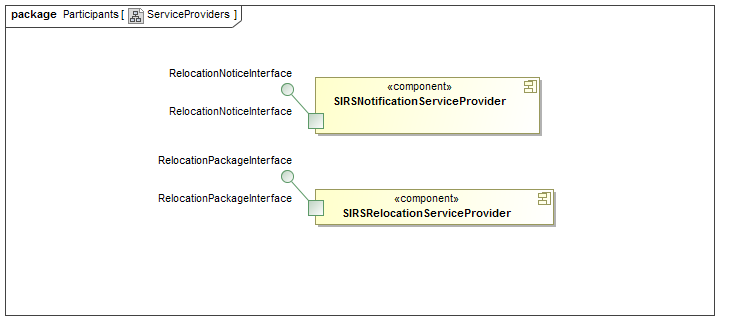 package Participants [ ServiceProviders ]
RelocationNoticeInterface
«component»
SIRSNotificationServiceProvider
RelocationNoticeInterface
RelocationPackageInterface
RelocationPackageInterface
«component»
SIRSRelocationServiceProvider